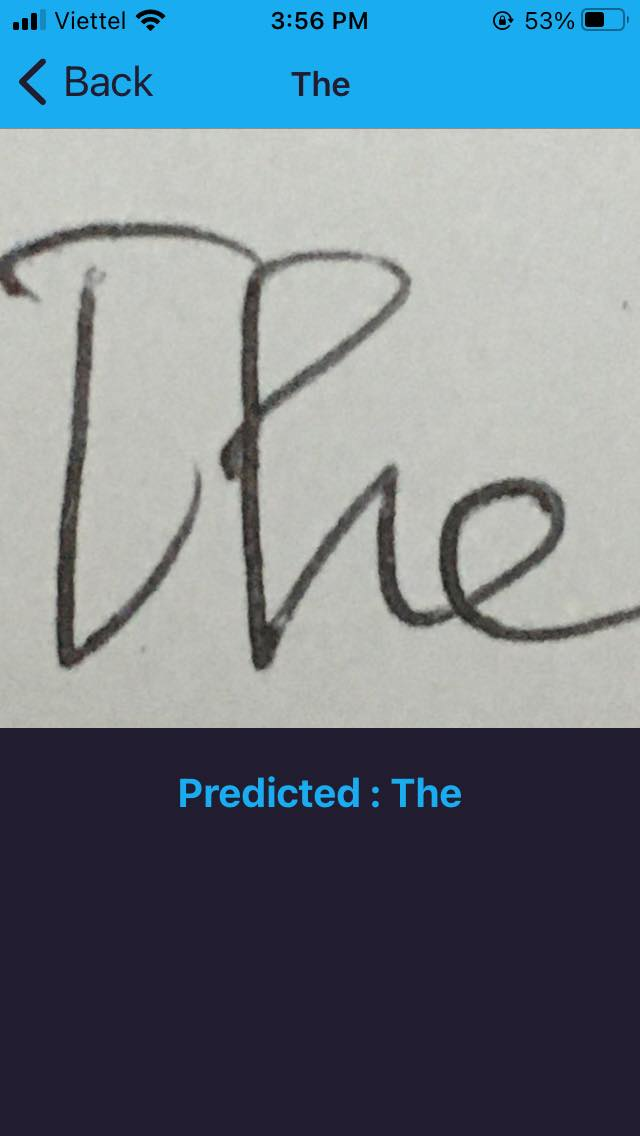 Viettel 3:56 PM 53%
Back The
The
Predicted : The